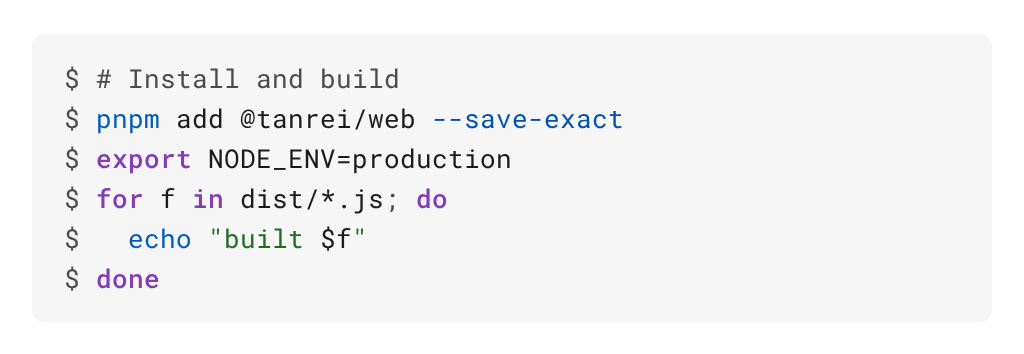 $ # Install and build
$ pnpm add @tanrei/web --save-exact
$ export NODE_ENV=production
$ for f in dist/*.js; do
$   echo "built $f"
$ done